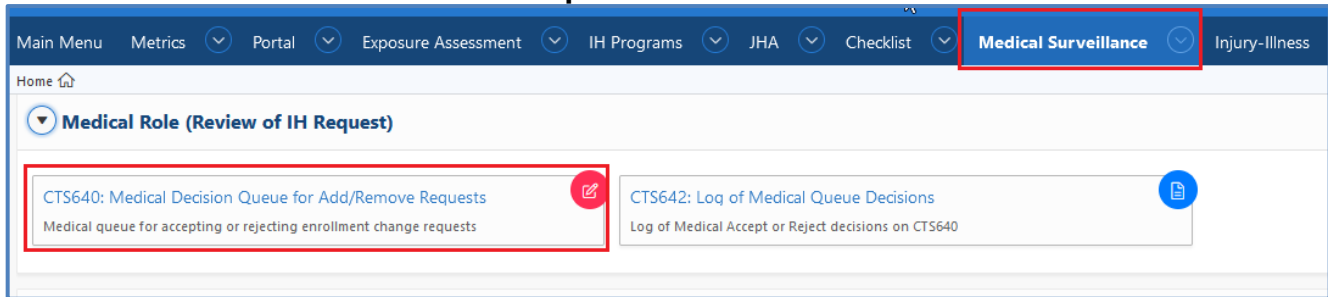 Main Menu Metrics Portal Exposure Assessment IH Programs JHA Checklist Medical Surveillance Injury-Illness
Home
Medical Role (Review of IH Request)
CTS640: Medical Decision Queue for Add/Remove Requests
Medical queue for accepting or rejecting enrollment change requests
CTS642: Log of Medical Queue Decisions
Log of Medical Accept or Reject decisions on CTS640